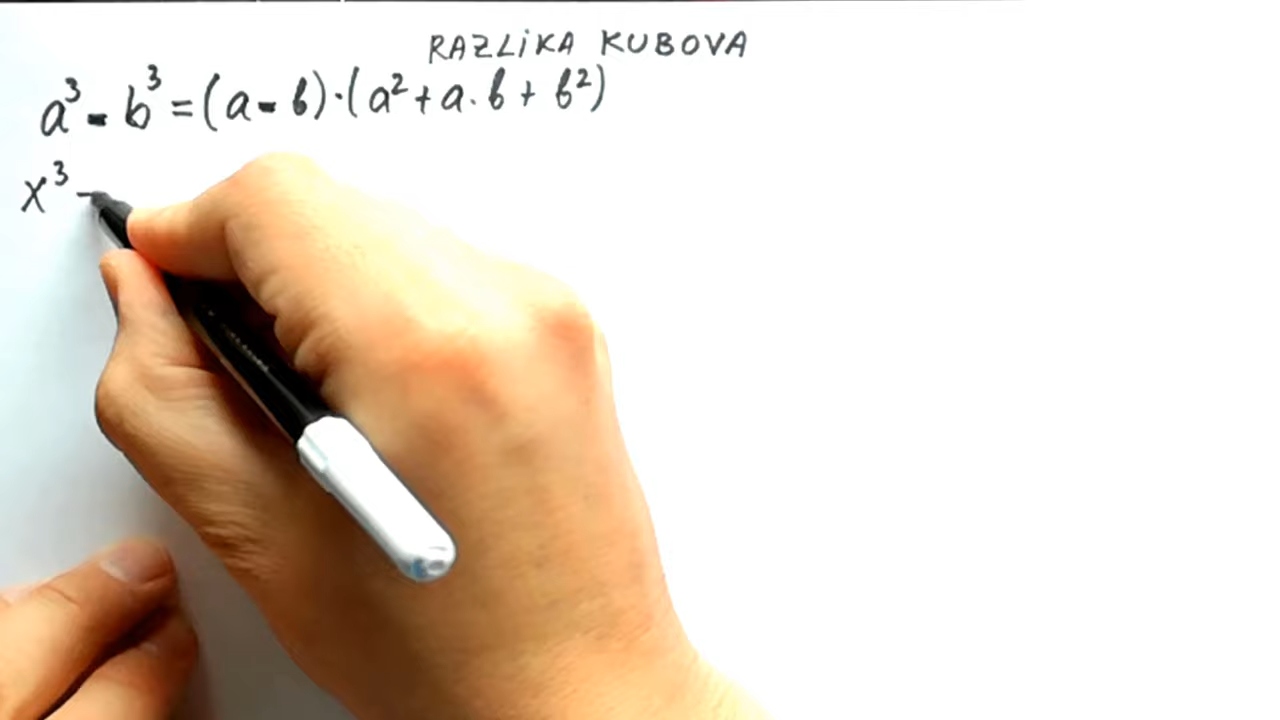 RAZLIKA KUBOVA
a³ - b³ = (a - b) · (a² + a · b + b²)
x³ -